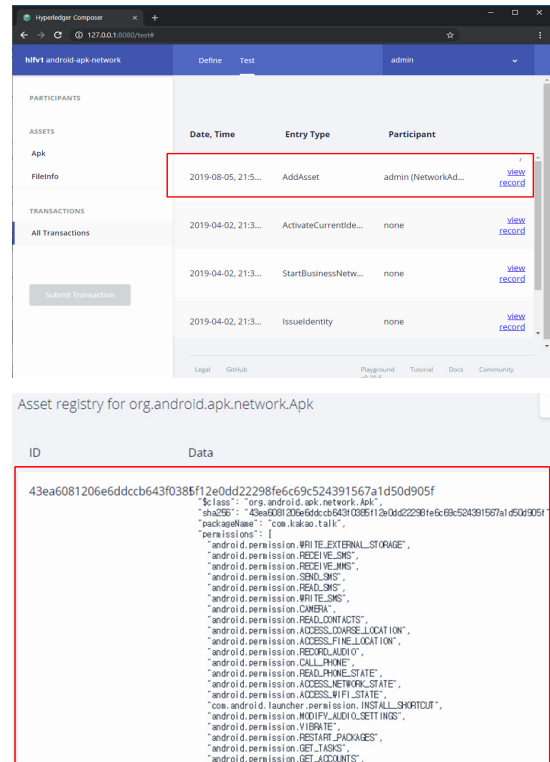 Hyperledger Composer
127.0.0.1:8080/test#
hlfv1 android-apk-network
Define
Test
admin
PARTICIPANTS
ASSETS
Apk
FileInfo
TRANSACTIONS
All Transactions
Submit Transaction
Date, Time
Entry Type
Participant
2019-08-05, 21:5...
AddAsset
admin (NetworkAd...
view
record
2019-04-02, 21:3...
ActivateCurrentIde...
none
view
record
2019-04-02, 21:3...
StartBusinessNetw...
none
view
record
2019-04-02, 21:3...
IssueIdentity
none
view
record
Legal
GitHub
Playground
Tutorial
Docs
Community
Asset registry for org.android.apk.network.Apk
ID
Data
43ea6081206e6ddccb643f0385f12e0dd22298fe6c69c524391567a1d50d905f
"$class": "org.android.apk.network.Apk",
"sha256": "43ea6081206e6ddccb643f0385f12e0dd22298fe6c69c524391567a1d50d905f"
"packageName": "com.kakao.talk",
"permissions": [
"android.permission.WRITE_EXTERNAL_STORAGE",
"android.permission.RECEIVE_SMS",
"android.permission.RECEIVE_MMS",
"android.permission.SEND_SMS",
"android.permission.READ_SMS",
"android.permission.WRITE_SMS",
"android.permission.CAMERA",
"android.permission.READ_CONTACTS",
"android.permission.ACCESS_COARSE_LOCATION",
"android.permission.ACCESS_FINE_LOCATION",
"android.permission.RECORD_AUDIO",
"android.permission.CALL_PHONE",
"android.permission.READ_PHONE_STATE",
"android.permission.ACCESS_NETWORK_STATE",
"android.permission.ACCESS_WIFI_STATE",
"com.android.launcher.permission.INSTALL_SHORTCUT",
"android.permission.MODIFY_AUDIO_SETTINGS",
"android.permission.VIBRATE",
"android.permission.RESTART_PACKAGES",
"android.permission.GET_TASKS",
"android.permission.GET_ACCOUNTS",